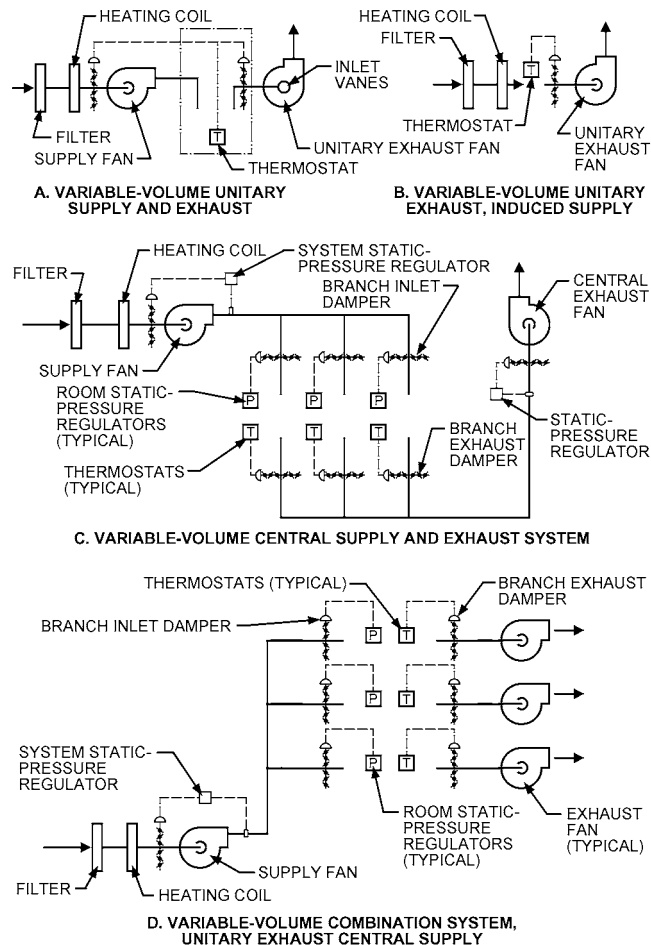 HEATING COIL
FILTER
SUPPLY FAN
T
THERMOSTAT
INLET
VANES
UNITARY EXHAUST FAN
A. VARIABLE-VOLUME UNITARY
SUPPLY AND EXHAUST
HEATING COIL
FILTER
T
THERMOSTAT
UNITARY
EXHAUST
FAN
B. VARIABLE-VOLUME UNITARY
EXHAUST, INDUCED SUPPLY
FILTER
HEATING COIL
SYSTEM STATIC-
PRESSURE REGULATOR
BRANCH INLET
DAMPER
CENTRAL
EXHAUST
FAN
SUPPLY FAN
ROOM STATIC-
PRESSURE
REGULATORS
(TYPICAL)
P P P
T T T
THERMOSTATS
(TYPICAL)
BRANCH
EXHAUST
DAMPER
STATIC-
PRESSURE
REGULATOR
C. VARIABLE-VOLUME CENTRAL SUPPLY AND EXHAUST SYSTEM
THERMOSTATS (TYPICAL)
BRANCH EXHAUST
DAMPER
BRANCH INLET DAMPER
P T
P T
P T
SYSTEM STATIC-
PRESSURE
REGULATOR
ROOM STATIC-
PRESSURE
REGULATORS
(TYPICAL)
EXHAUST
FAN
(TYPICAL)
SUPPLY FAN
FILTER
HEATING COIL
D. VARIABLE-VOLUME COMBINATION SYSTEM,
UNITARY EXHAUST CENTRAL SUPPLY